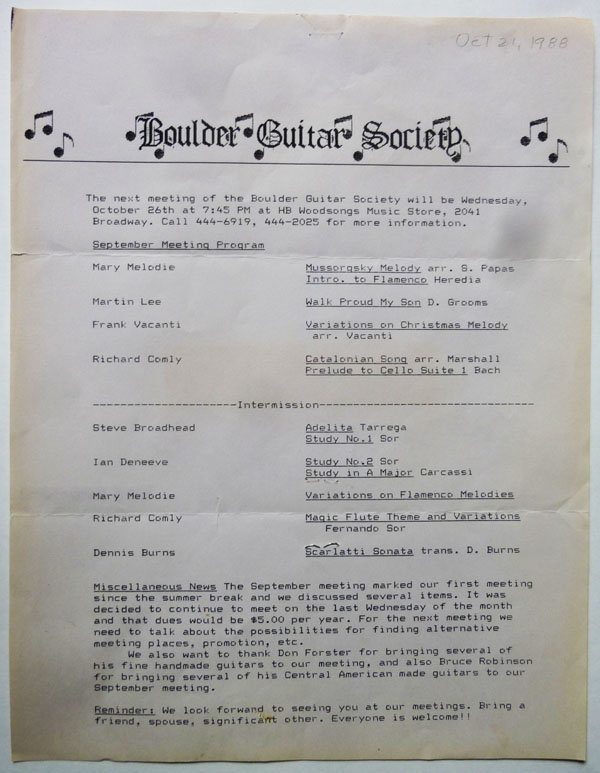 Oct 21, 1988
Boulder Guitar Society
The next meeting of the Boulder Guitar Society will be Wednesday,
October 26th at 7:45 PM at HB Woodsongs Music Store, 2041
Broadway. Call 444-6919, 444-2025 for more information.
September Meeting Program
Mary Melodie Mussorgsky Melody arr. S. Papas
Intro. to Flamenco Heredia
Martin Lee Walk Proud My Son D. Grooms
Frank Vacanti Variations on Christmas Melody
arr. Vacanti
Richard Comly Catalonian Song arr. Marshall
Prelude to Cello Suite 1 Bach
---------------------Intermission-------------------------------
Steve Broadhead Adelita Tarrega
Study No.1 Sor
Ian Deneeve Study No.2 Sor
Study in A Major Carcassi
Mary Melodie Variations on Flamenco Melodies
Richard Comly Magic Flute Theme and Variations
Fernando Sor
Dennis Burns Scarlatti Sonata trans. D. Burns
Miscellaneous News The September meeting marked our first meeting
since the summer break and we discussed several items. It was
decided to continue to meet on the last Wednesday of the month
and that dues would be $5.00 per year. For the next meeting we
need to talk about the possibilities for finding alternative
meeting places, promotion, etc.
We also want to thank Don Forster for bringing several of
his fine handmade guitars to our meeting, and also Bruce Robinson
for bringing several of his Central American made guitars to our
September meeting.
Reminder: We look forward to seeing you at our meetings. Bring a
friend, spouse, significant other. Everyone is welcome!!